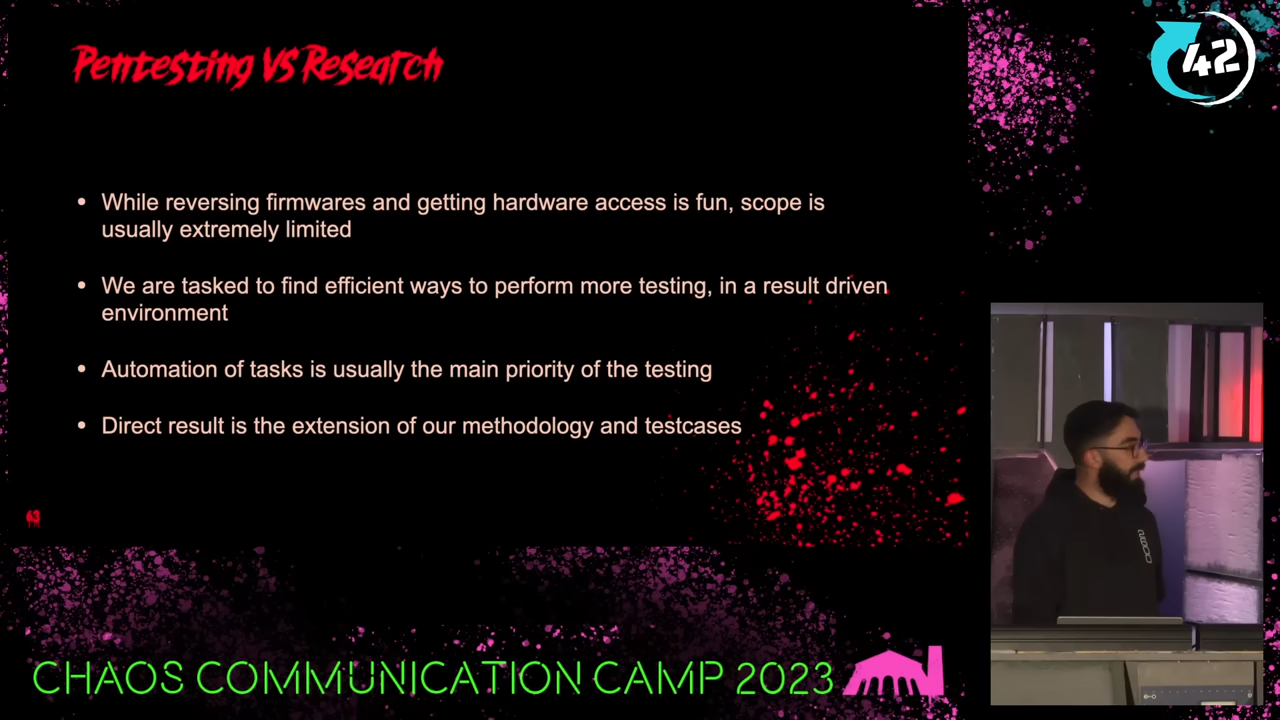 Pentesting VS Research
42
While reversing firmwares and getting hardware access is fun, scope is
usually extremely limited
We are tasked to find efficient ways to perform more testing, in a result driven
environment
Automation of tasks is usually the main priority of the testing
Direct result is the extension of our methodology and testcases
63
CHAOS COMMUNICATION CAMP 2023